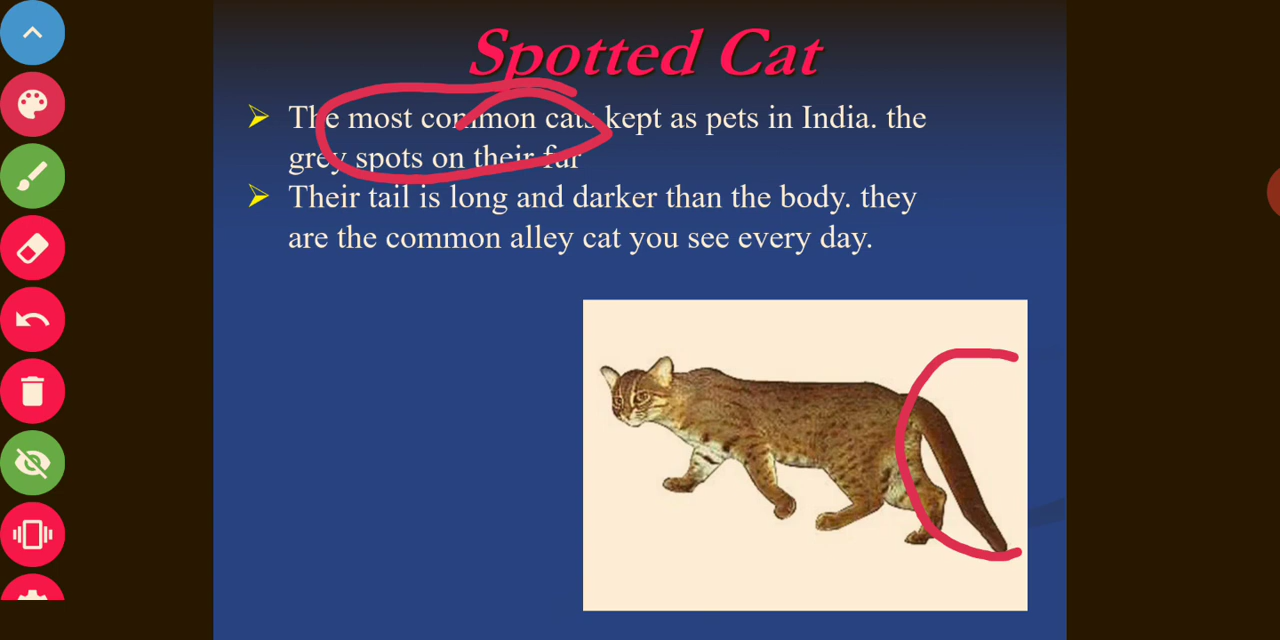 Spotted Cat
The most common cats kept as pets in India. the
grey spots on their fur
Their tail is long and darker than the body. they
are the common alley cat you see every day.